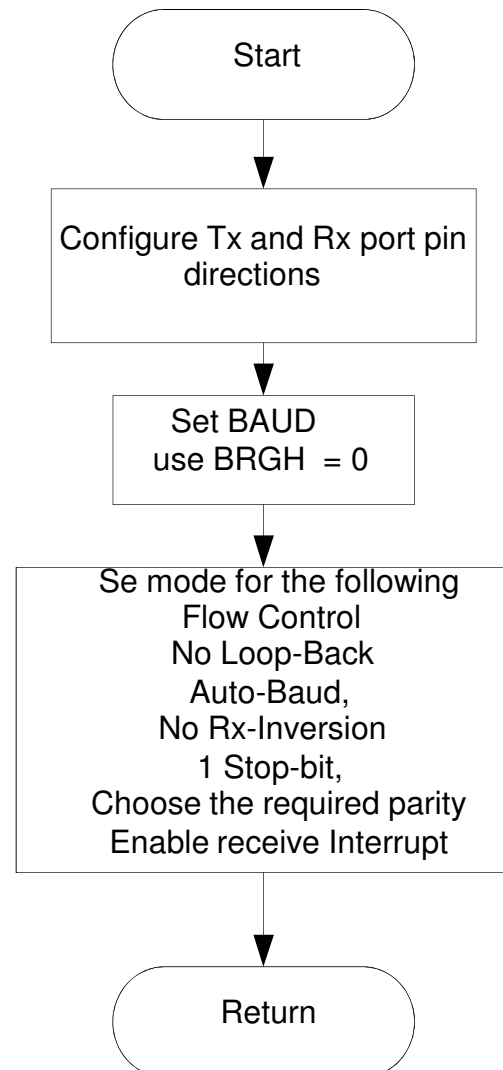 Start
Configure Tx and Rx port pin
directions
Set BAUD
use BRGH = 0
Se mode for the following
Flow Control
No Loop-Back
Auto-Baud,
No Rx-Inversion
1 Stop-bit,
Choose the required parity
Enable receive Interrupt
Return